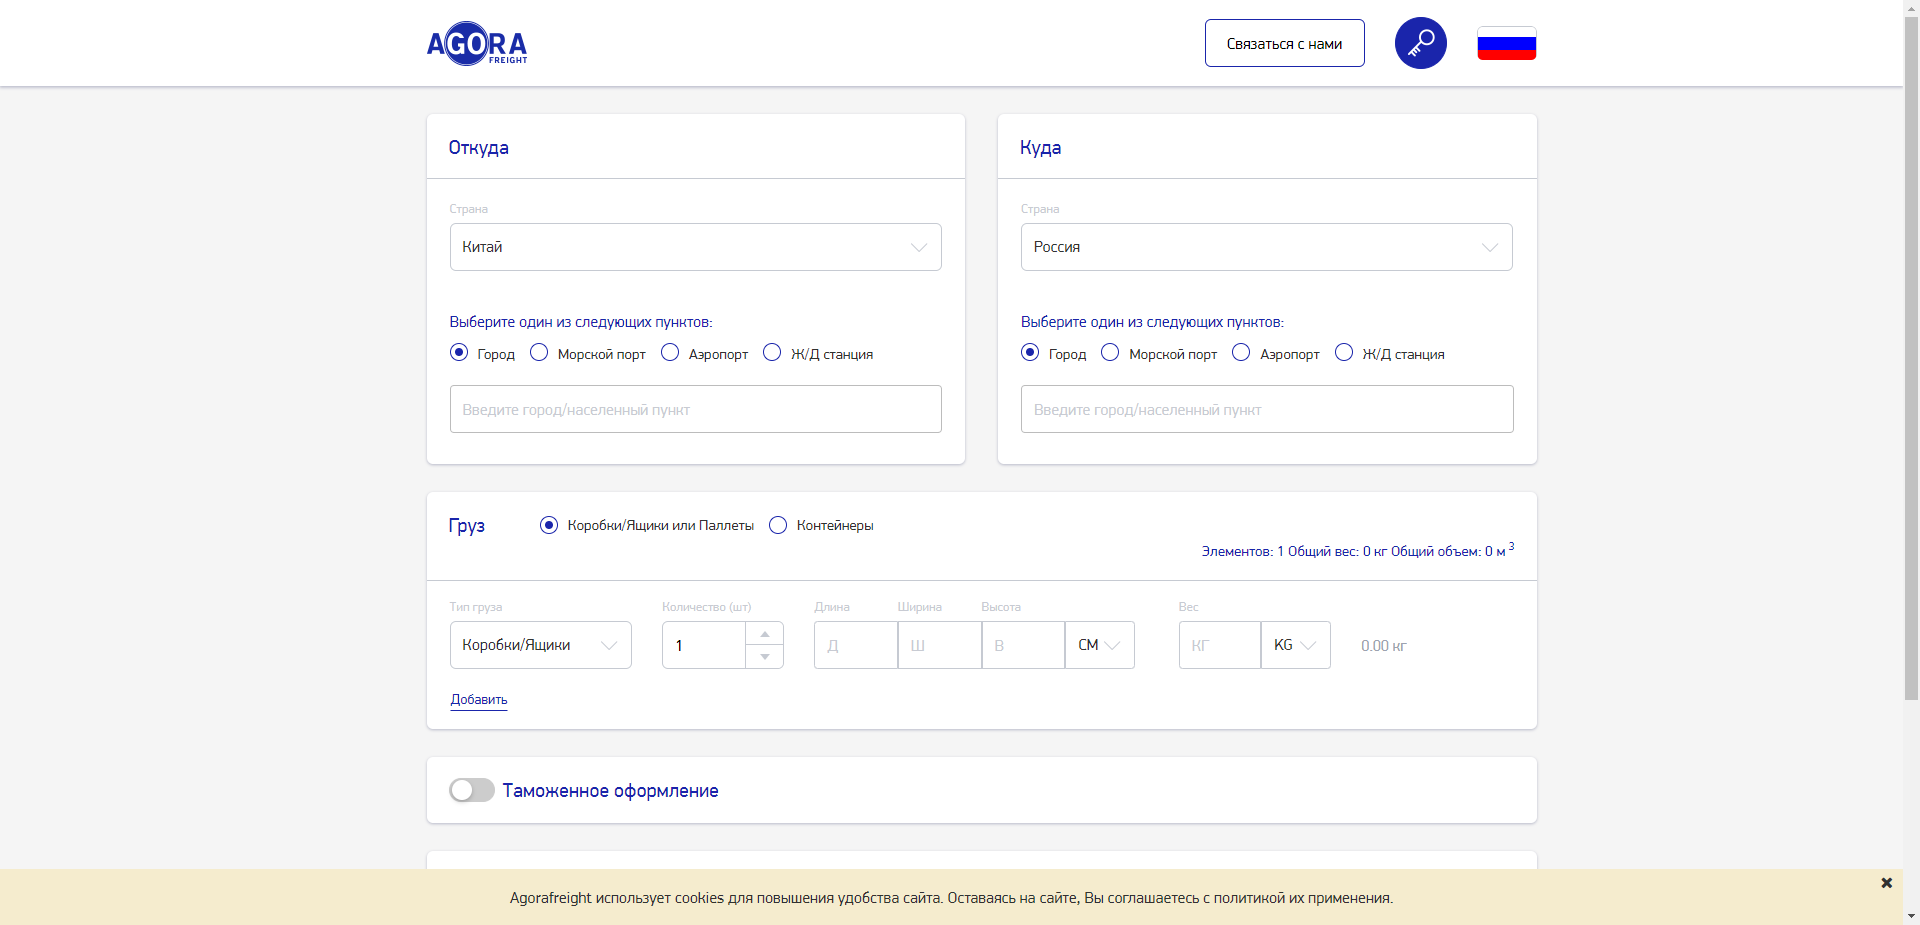 AGORA
FREIGHT
Связаться с нами
Откуда
Страна
Китай
Выберите один из следующих пунктов:
Город Морской порт Аэропорт Ж/Д станция
Введите город/населенный пункт
Куда
Страна
Россия
Выберите один из следующих пунктов:
Город Морской порт Аэропорт Ж/Д станция
Введите город/населенный пункт
Груз Коробки/Ящики или Паллеты Контейнеры
Элементов: 1 Общий вес: 0 кг Общий объем: 0 м 3
Тип груза Количество (шт) Длина Ширина Высота Вес
Коробки/Ящики 1 Д Ш В СМ КГ KG 0.00 кг
Добавить
Таможенное оформление
Agorafreight использует cookies для повышения удобства сайта. Оставаясь на сайте, Вы соглашаетесь с политикой их применения.